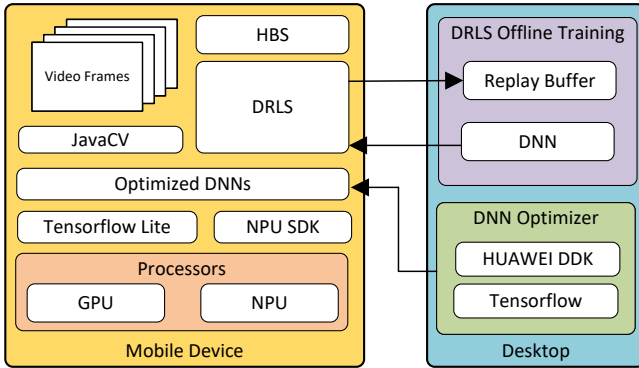 Video Frames
HBS
DRLS
JavaCV
Optimized DNNs
Tensorflow Lite
NPU SDK
Processors
GPU
NPU
Mobile Device
DRLS Offline Training
Replay Buffer
DNN
DNN Optimizer
HUAWEI DDK
Tensorflow
Desktop